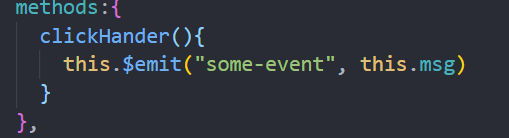 methods:{
clickHander(){
this.$emit("some-event", this.msg)
}
},